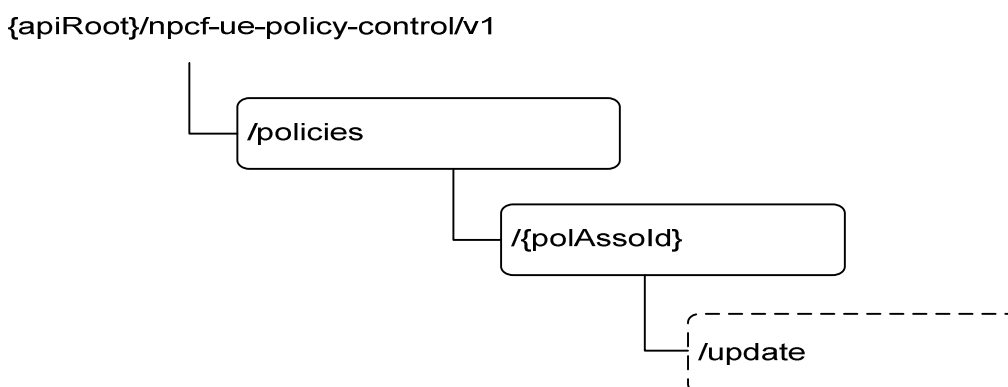 {apiRoot}/npcf-ue-policy-control/v1
/policies
/{polAssoId}
/update